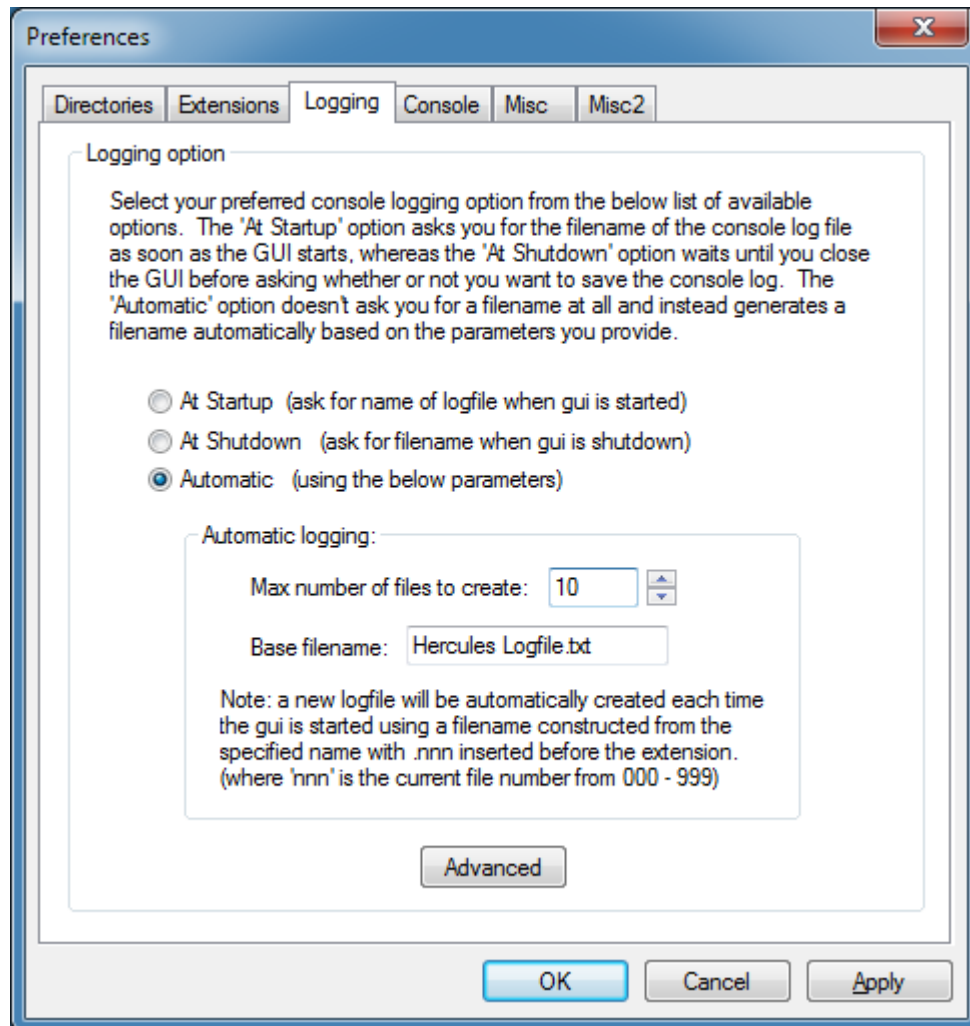 Preferences
Directories Extensions Logging Console Misc Misc2
Logging option
Select your preferred console logging option from the below list of available
options.  The 'At Startup' option asks you for the filename of the console log file
as soon as the GUI starts, whereas the 'At Shutdown' option waits until you close
the GUI before asking whether or not you want to save the console log.  The
'Automatic' option doesn't ask you for a filename at all and instead generates a
filename automatically based on the parameters you provide.
At Startup  (ask for name of logfile when gui is started)
At Shutdown  (ask for filename when gui is shutdown)
Automatic  (using the below parameters)
Automatic logging:
Max number of files to create: 10
Base filename: Hercules Logfile.txt
Note: a new logfile will be automatically created each time
the gui is started using a filename constructed from the
specified name with .nnn inserted before the extension.
(where 'nnn' is the current file number from 000 - 999)
Advanced
OK Cancel Apply